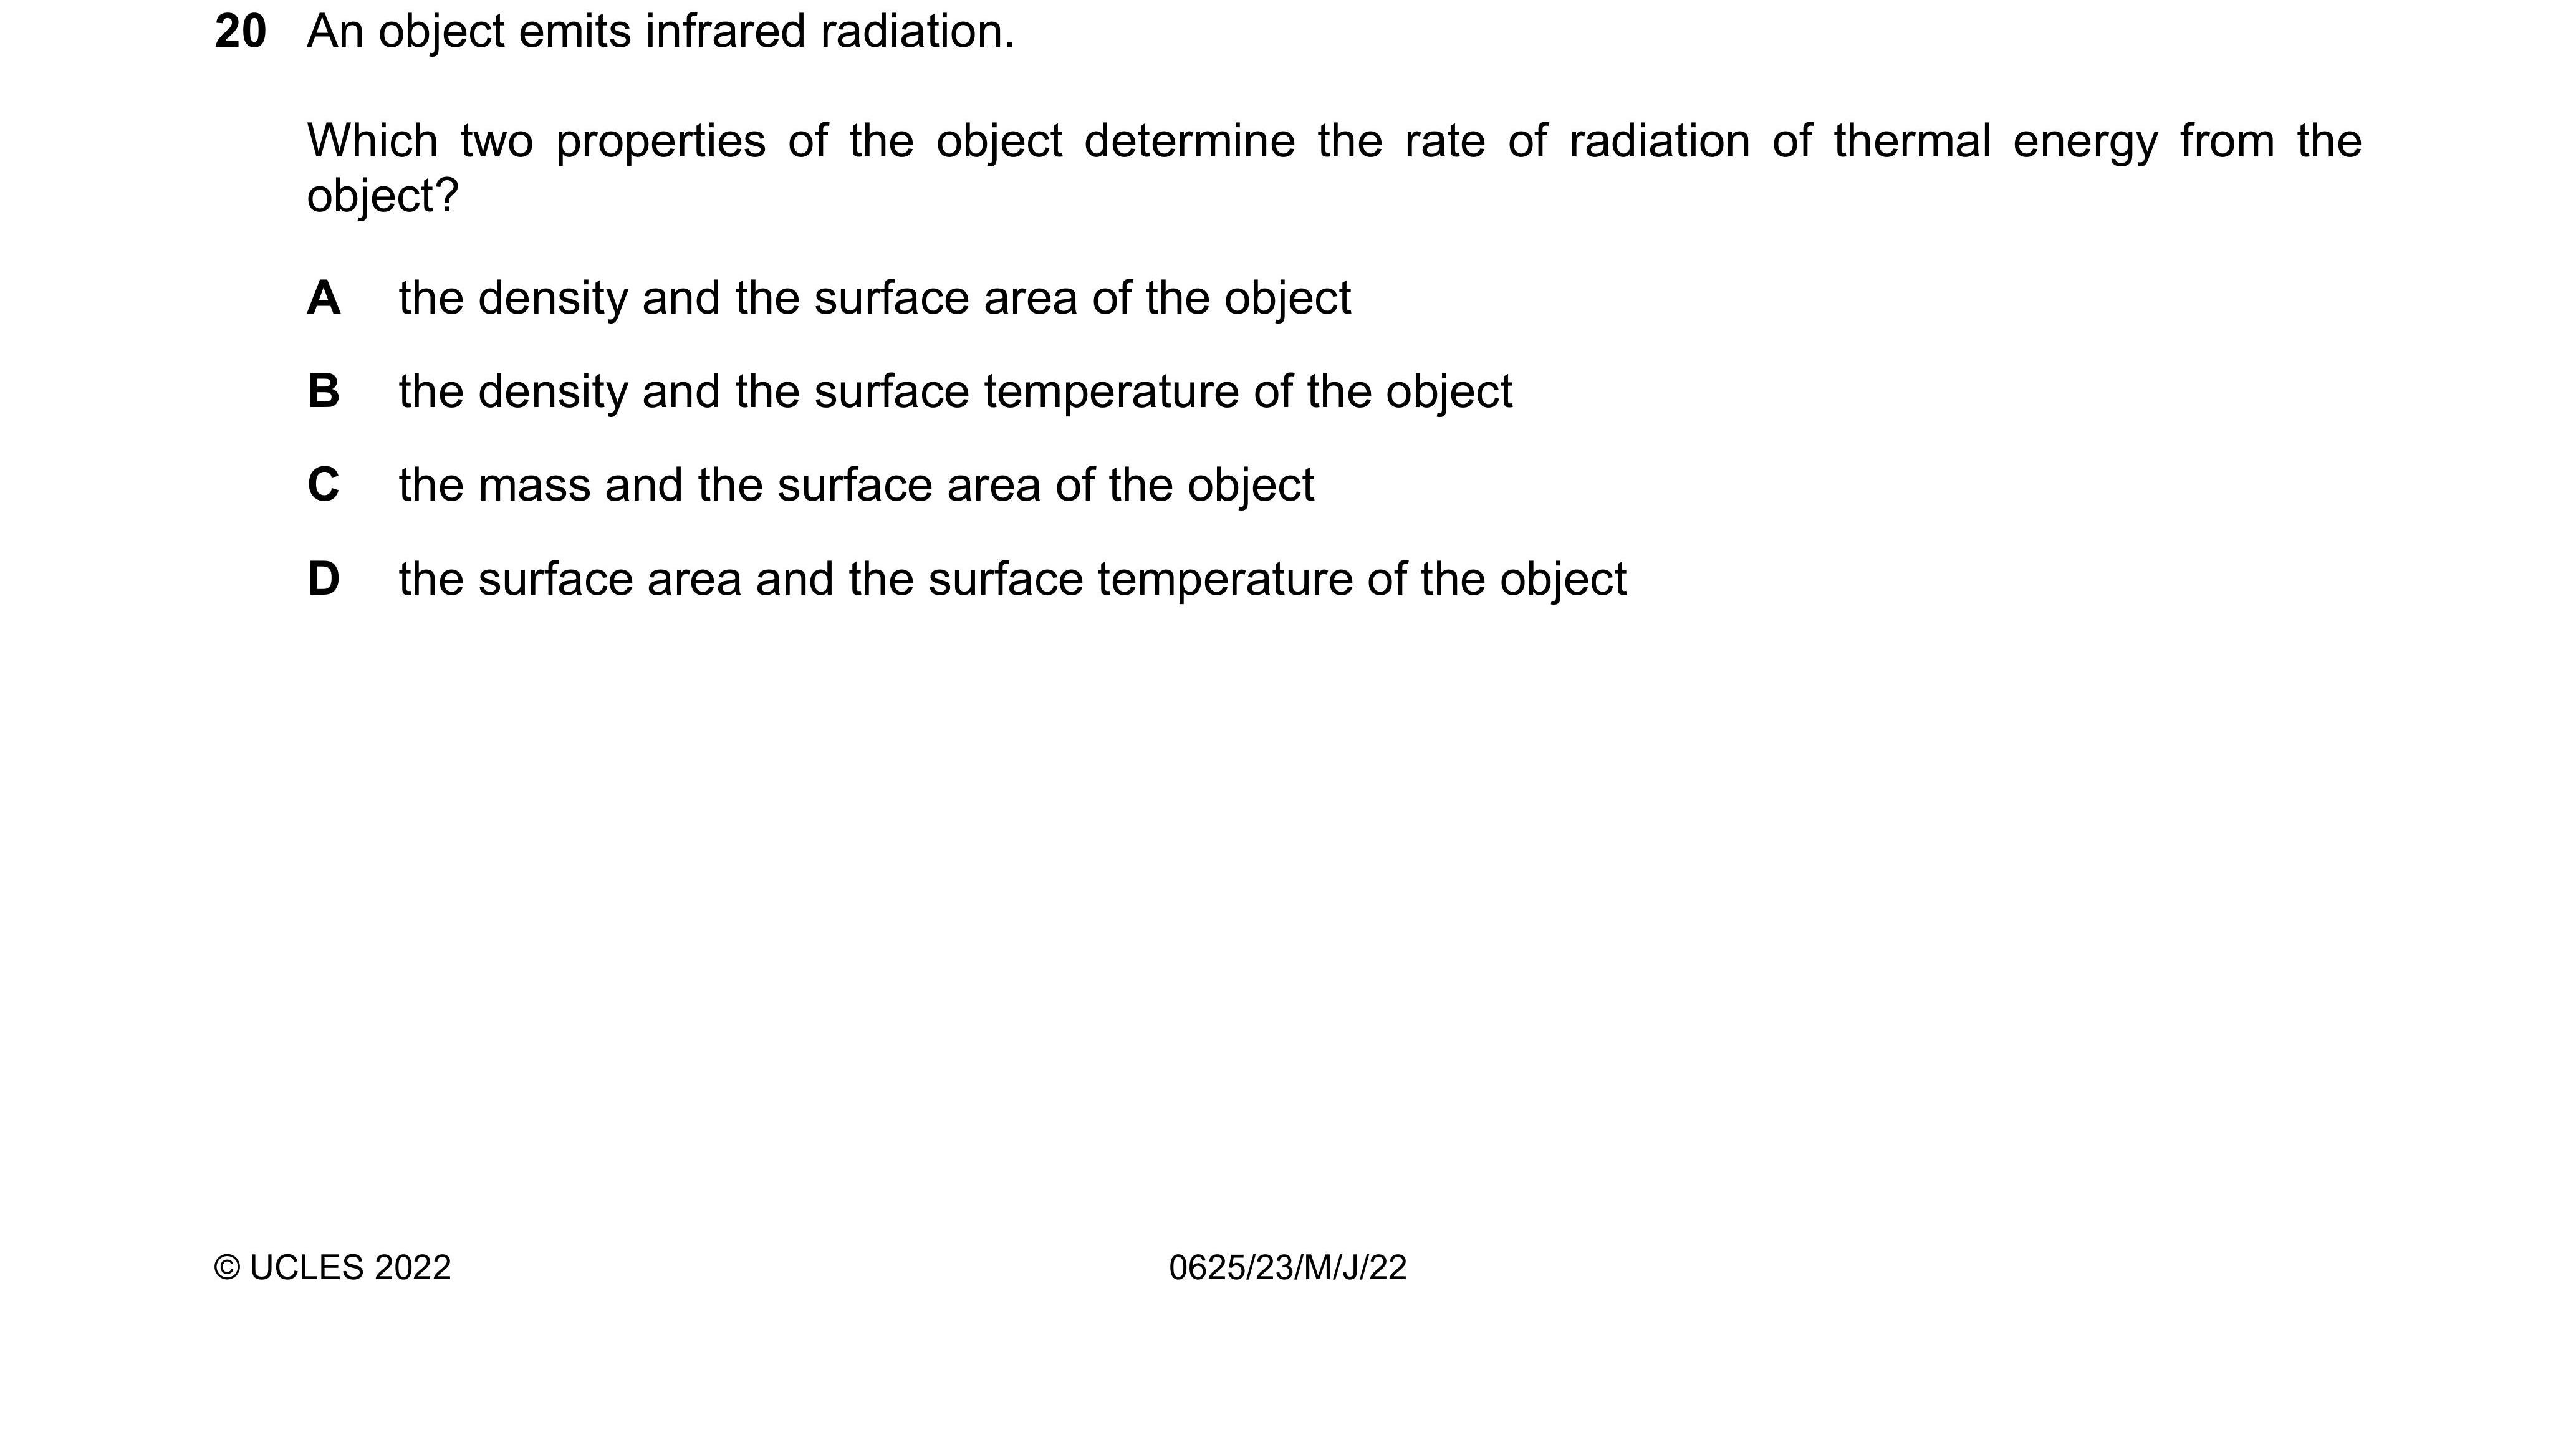 20 An object emits infrared radiation.
Which two properties of the object determine the rate of radiation of thermal energy from the
object?
A the density and the surface area of the object
B the density and the surface temperature of the object
C the mass and the surface area of the object
D the surface area and the surface temperature of the object
© UCLES 2022 0625/23/M/J/22